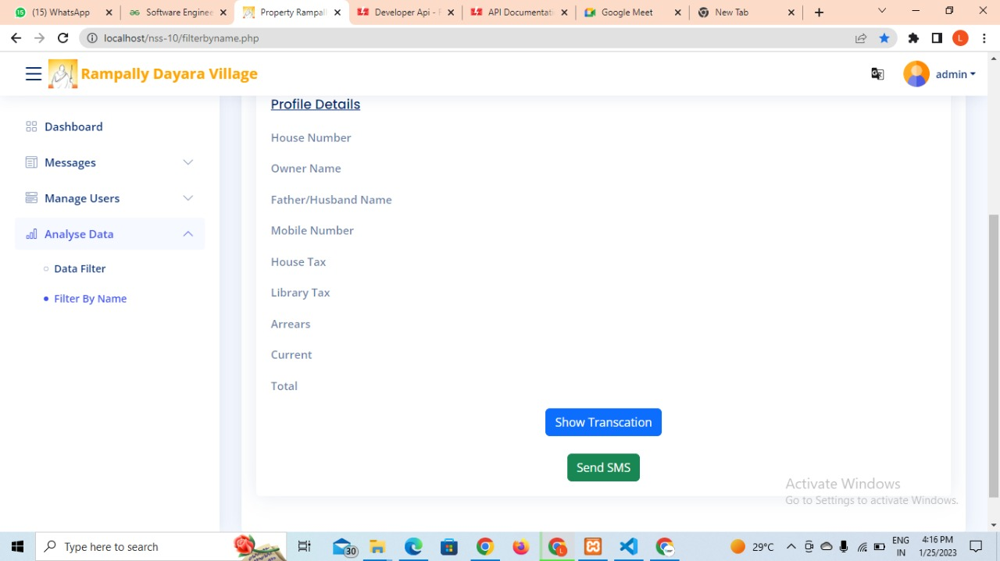 (15) WhatsApp
Software Engine
Property Rampall
Developer Api - F
API Documentati
Google Meet
New Tab
localhost/nss-10/filterbyname.php
L
Rampally Dayara Village
admin
Profile Details
Dashboard
House Number
Messages
Owner Name
Manage Users
Father/Husband Name
Analyse Data
Mobile Number
House Tax
Data Filter
Library Tax
Filter By Name
Arrears
Current
Total
Show Transcation
Send SMS
Activate Windows
Go to Settings to activate Windows.
Type here to search
30
L
29°C
ENG
IN
4:16 PM
1/25/2023